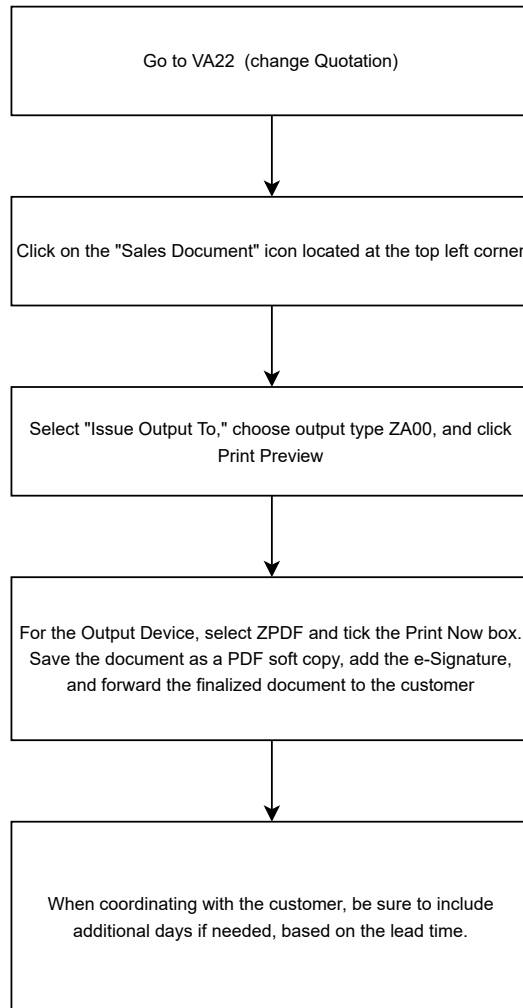 Go to VA22  (change Quotation)
Click on the "Sales Document" icon located at the top left corner
Select "Issue Output To," choose output type ZA00, and click
Print Preview
For the Output Device, select ZPDF and tick the Print Now box.
Save the document as a PDF soft copy, add the e-Signature,
and forward the finalized document to the customer
When coordinating with the customer, be sure to include
additional days if needed, based on the lead time.